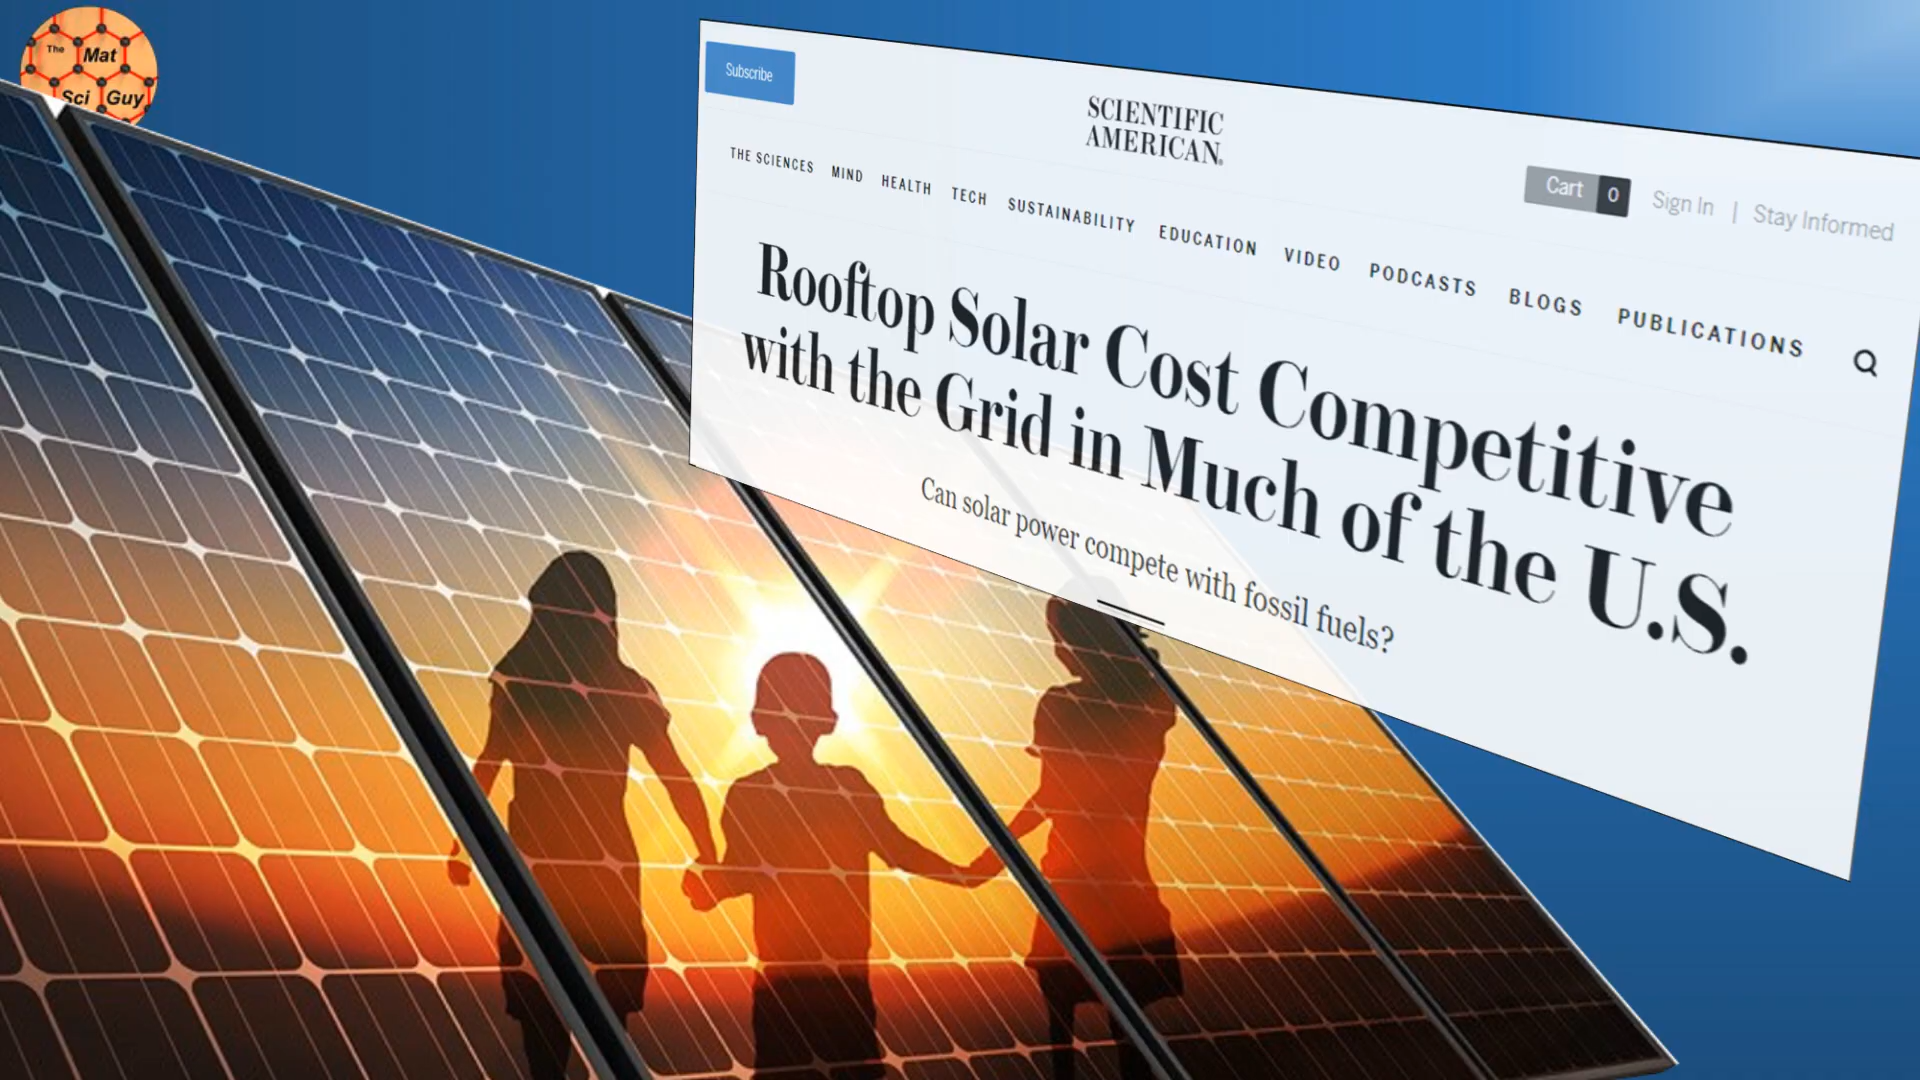 The
Mat
Sci Guy
Subscribe
SCIENTIFIC
AMERICAN.
Cart 0 Sign In | Stay Informed
THE SCIENCES MIND HEALTH TECH SUSTAINABILITY EDUCATION VIDEO PODCASTS BLOGS PUBLICATIONS
Rooftop Solar Cost Competitive
with the Grid in Much of the U.S.
Can solar power compete with fossil fuels?